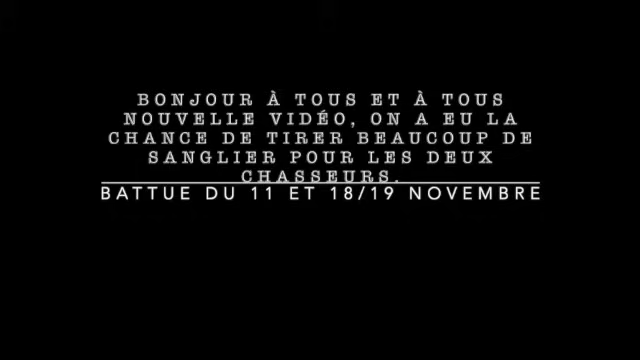 BONJOUR À TOUS ET À TOUS
NOUVELLE VIDÉO, ON A EU LA
CHANCE DE TIRER BEAUCOUP DE
SANGLIER POUR LES DEUX
CHASSEURS.
BATTUE DU 11 ET 18/19 NOVEMBRE